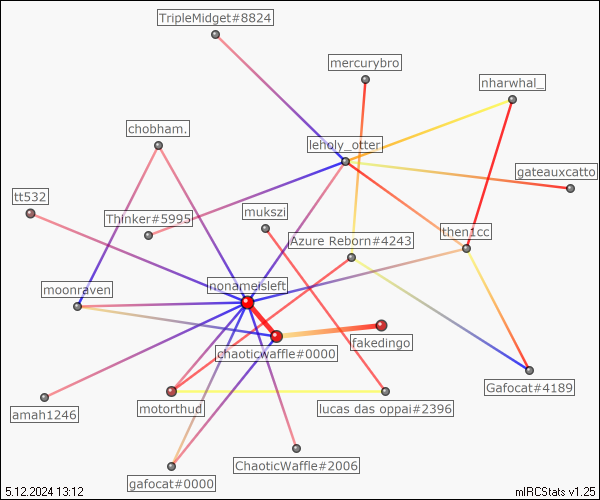 TripleMidget#8824
mercurybro
nharwhal_
chobham.
leholy_otter
gateauxcatto
tt532
Thinker#5995
mukszi
then1cc
Azure Reborn#4243
nonameisleft
moonraven
fakedingo
chaoticwaffle#0000
Gafocat#4189
amah1246
motorthud
lucas das oppai#2396
ChaoticWaffle#2006
gafocat#0000
5.12.2024 13:12
mIRCStats v1.25